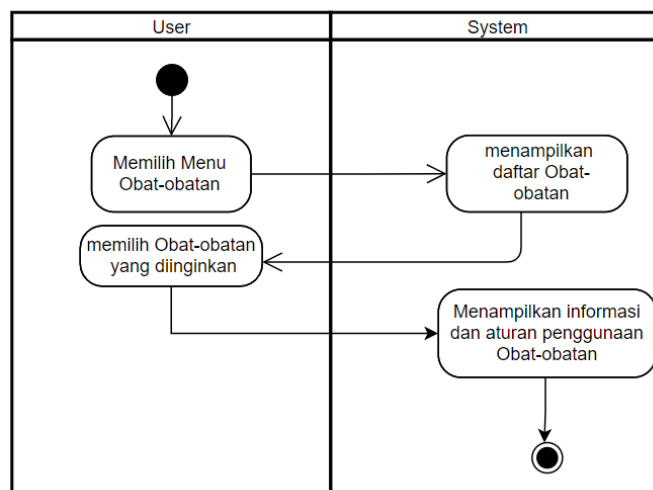 User
System
Memilih Menu
Obat-obatan
menampilkan
daftar Obat-
obatan
memilih Obat-obatan
yang diinginkan
Menampilkan informasi
dan aturan penggunaan
Obat-obatan